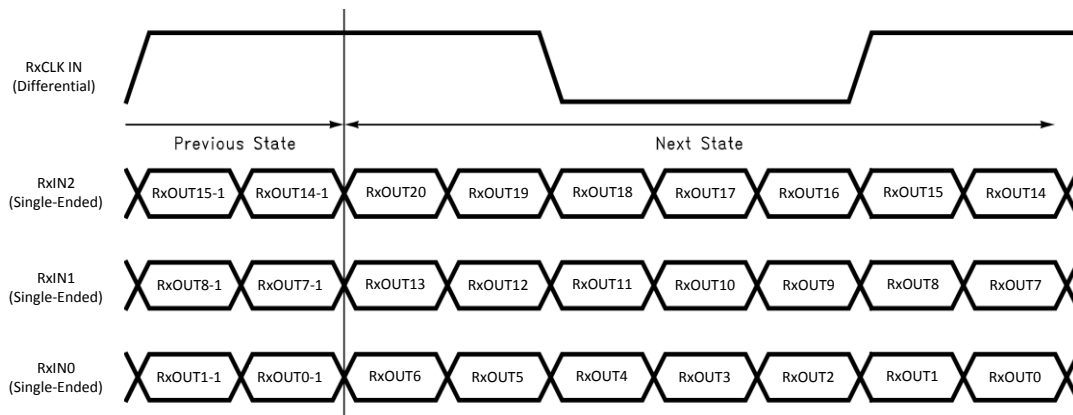 RxCLK IN
(Differential)
Previous State
Next State
RxIN2
(Single-Ended)
RxOUT15-1 RxOUT14-1 RxOUT20 RxOUT19 RxOUT18 RxOUT17 RxOUT16 RxOUT15 RxOUT14
RxIN1
(Single-Ended)
RxOUT8-1 RxOUT7-1 RxOUT13 RxOUT12 RxOUT11 RxOUT10 RxOUT9 RxOUT8 RxOUT7
RxIN0
(Single-Ended)
RxOUT1-1 RxOUT0-1 RxOUT6 RxOUT5 RxOUT4 RxOUT3 RxOUT2 RxOUT1 RxOUT0